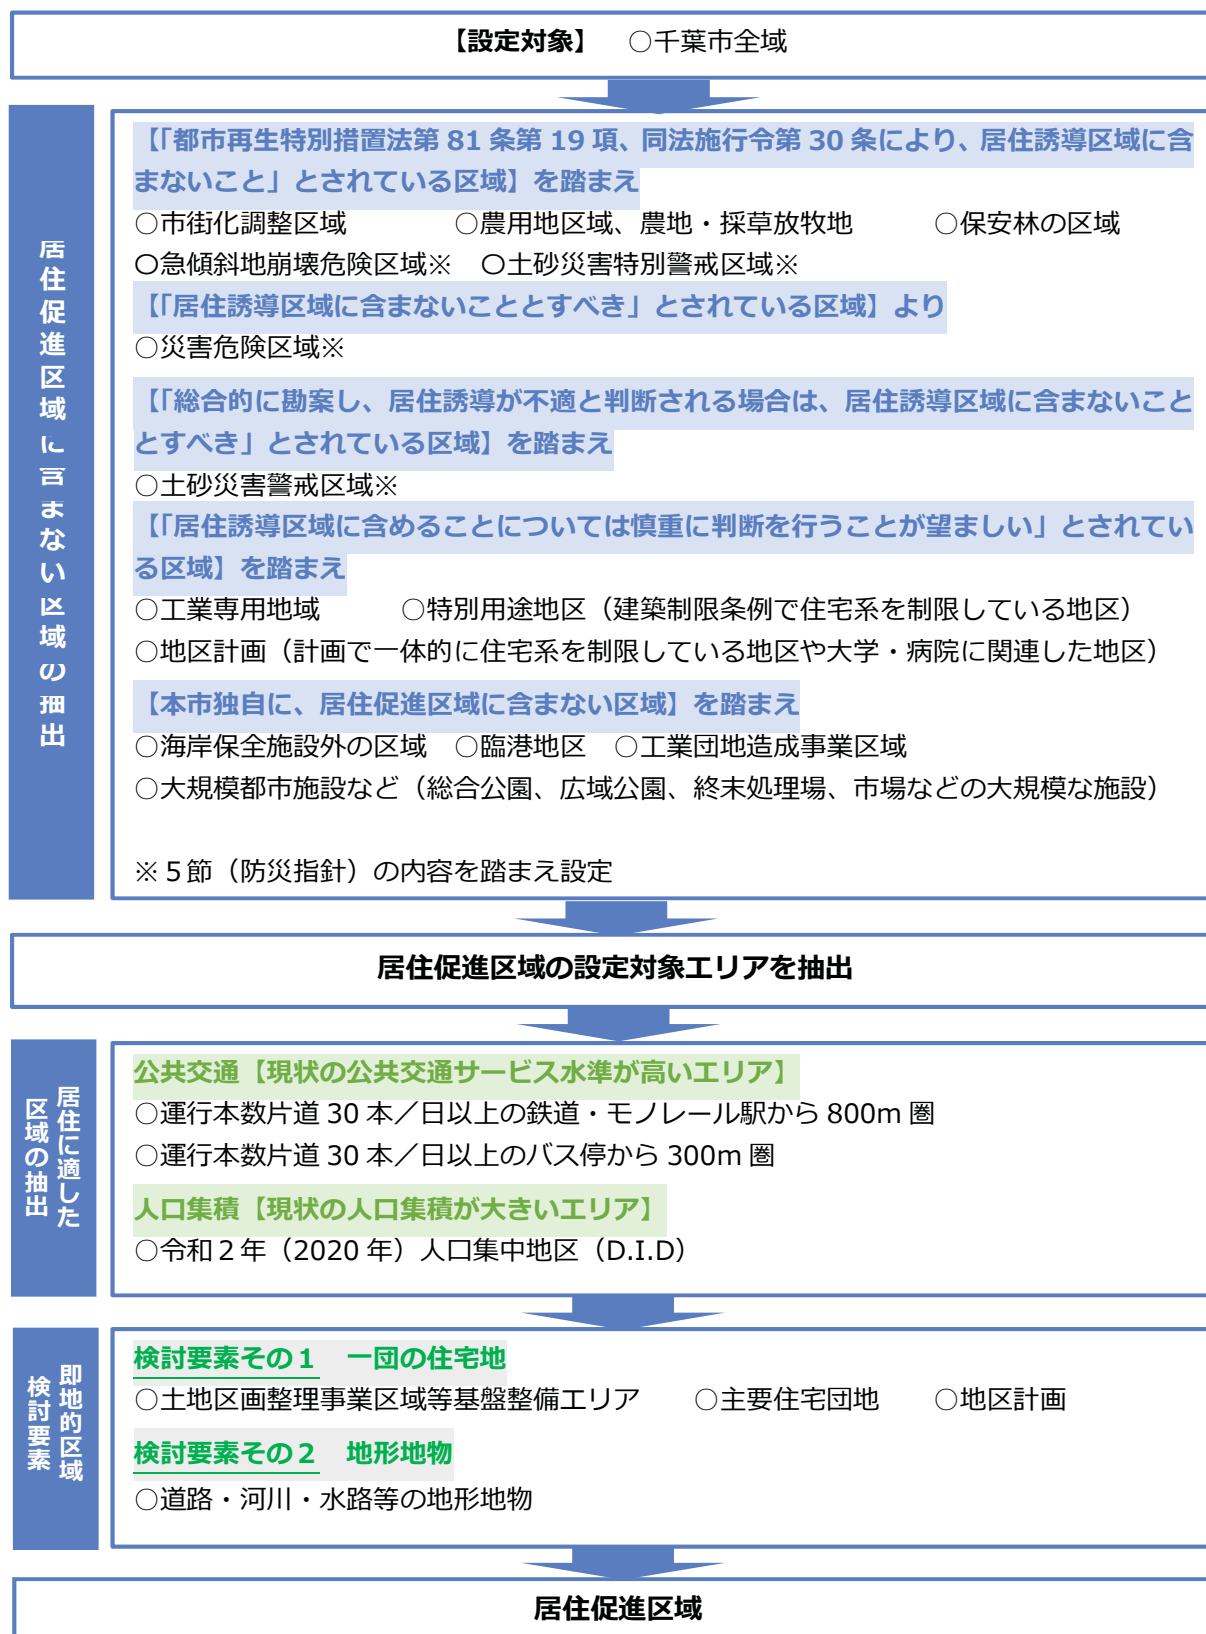 【設定対象】　○千葉市全域
居住促進区域に含まない区域の抽出
【「都市再生特別措置法第 81 条第 19 項、同法施行令第 30 条により、居住誘導区域に含
まないこと」とされている区域】を踏まえ
○市街化調整区域　○農用地区域、農地・採草放牧地　○保安林の区域
○急傾斜地崩壊危険区域※　○土砂災害特別警戒区域※
【「居住誘導区域に含まないこととすべき」とされている区域】より
○災害危険区域※
【「総合的に勘案し、居住誘導が不適と判断される場合は、居住誘導区域に含まないこと
とすべき」とされている区域】を踏まえ
○土砂災害警戒区域※
【「居住誘導区域に含めることについては慎重に判断を行うことが望ましい」とされてい
る区域】を踏まえ
○工業専用地域　○特別用途地区（建築制限条例で住宅系を制限している地区）
○地区計画（計画で一体的に住宅系を制限している地区や大学・病院に関連した地区）
【本市独自に、居住促進区域に含まない区域】を踏まえ
○海岸保全施設外の区域　○臨港地区　○工業団地造成事業区域
○大規模都市施設など（総合公園、広域公園、終末処理場、市場などの大規模な施設）
※５節（防災指針）の内容を踏まえ設定
居住促進区域の設定対象エリアを抽出
居住に適した
区域の抽出
公共交通【現状の公共交通サービス水準が高いエリア】
○運行本数片道 30 本／日以上の鉄道・モノレール駅から 800m 圏
○運行本数片道 30 本／日以上のバス停から 300m 圏
人口集積【現状の人口集積が大きいエリア】
○令和２年（2020 年）人口集中地区（D.I.D）
即地的区域
検討要素
検討要素その１　一団の住宅地
○土地区画整理事業区域等基盤整備エリア　○主要住宅団地　○地区計画
検討要素その２　地形地物
○道路・河川・水路等の地形地物
居住促進区域